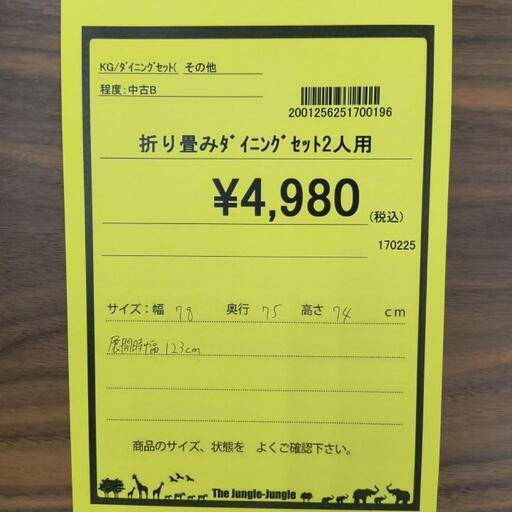 KG/ﾀﾞｲﾆﾝｸﾞｾｯﾄ( その他
程度:中古B
2001256251700196
折り畳みﾀﾞｲﾆﾝｸﾞｾｯﾄ2人用
¥4,980(税込)
170225
サイズ:幅 78 奥行 75 高さ 74 cm
展開時幅 123cm
商品のサイズ、状態を よくご確認下さい。
The Jungle-Jungle